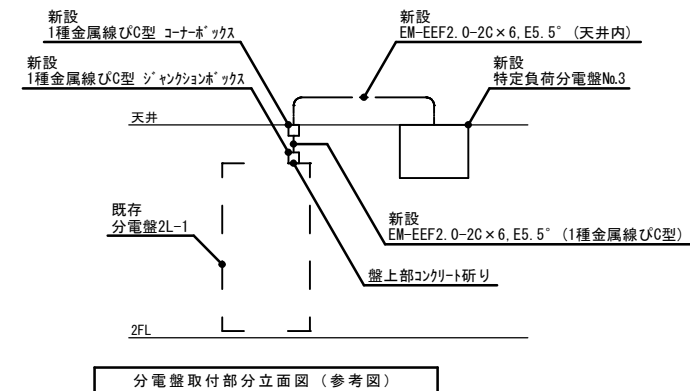 新設
1種金属線ぴC型 コーナーボックス
新設
EM-EEF2.0-2C×6,E5.5°(天井内)
新設
1種金属線ぴC型 ジャンクションボックス
新設
特定負荷分電盤No.3
天井
既存
分電盤2L-1
新設
EM-EEF2.0-2C×6,E5.5°(1種金属線ぴC型)
盤上部コンクリート斫り
2FL
分電盤取付部分立面図(参考図)